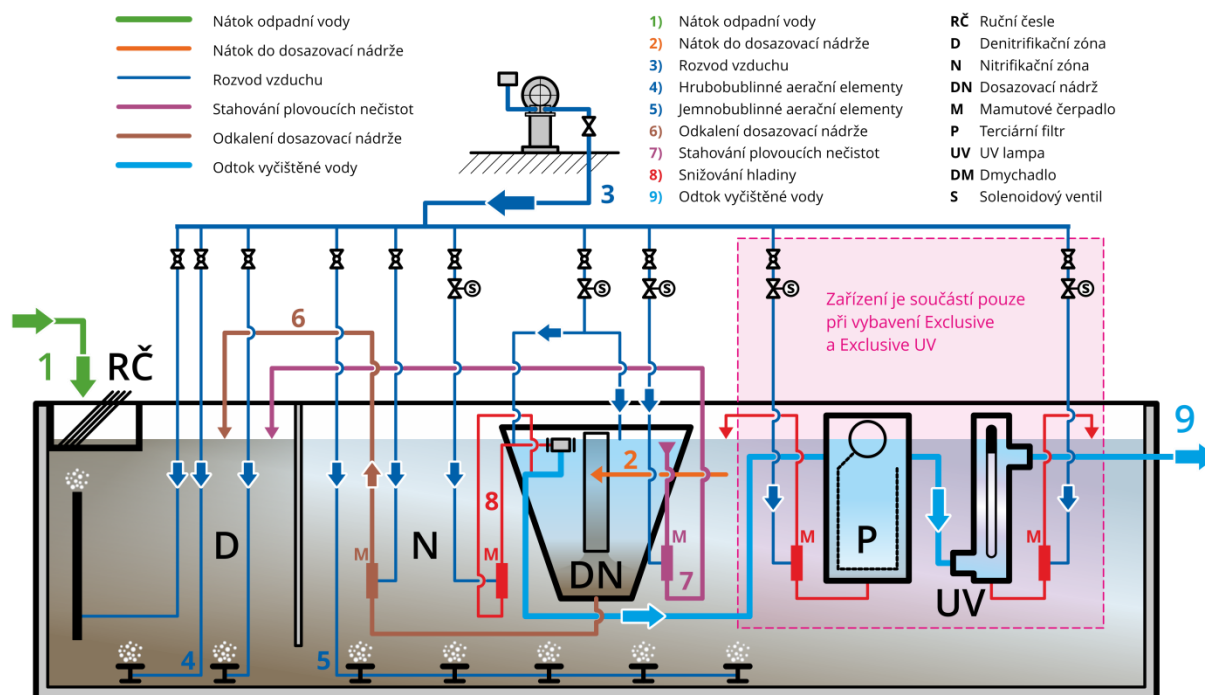 Nátok odpadní vody
Nátok do dosazovací nádrže
Rozvod vzduchu
Stahování plovoucích nečistot
Odkalení dosazovací nádrže
Odtok vyčištěné vody
1) Nátok odpadní vody
2) Nátok do dosazovací nádrže
3) Rozvod vzduchu
4) Hrubobublinné aerační elementy
5) Jemnobublinné aerační elementy
6) Odkalení dosazovací nádrže
7) Stahování plovoucích nečistot
8) Snižování hladiny
9) Odtok vyčištěné vody
RČ Ruční česle
D Denitrifikační zóna
N Nitrifikační zóna
DN Dosazovací nádrž
M Mamutové čerpadlo
P Terciární filtr
UV UV lampa
DM Dmychadlo
S Solenoidový ventil
3
S
S
S
S
S
Zařízení je součástí pouze
při vybavení Exclusive
a Exclusive UV
6
1
RČ
9
2
8
D
N
M
M
DN
M
7
M
P
UV
M
4
5